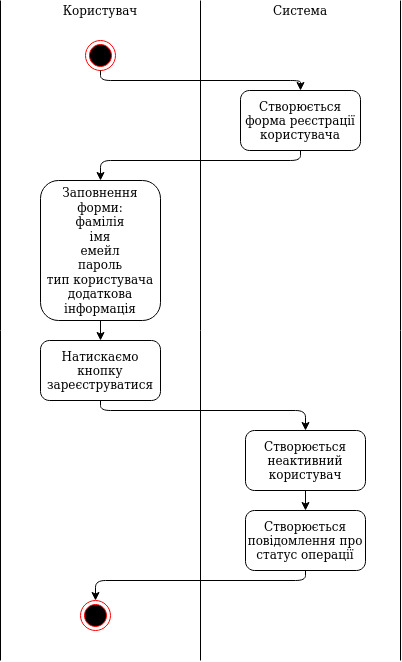 Користувач
Система
Створюється
форма реєстрації
користувача
Заповнення
форми:
фамілія
імя
емейл
пароль
тип користувача
додаткова
інформація
Натискаємо
кнопку
зареєструватися
Створюється
неактивний
користувач
Створюється
повідомлення про
статус операції